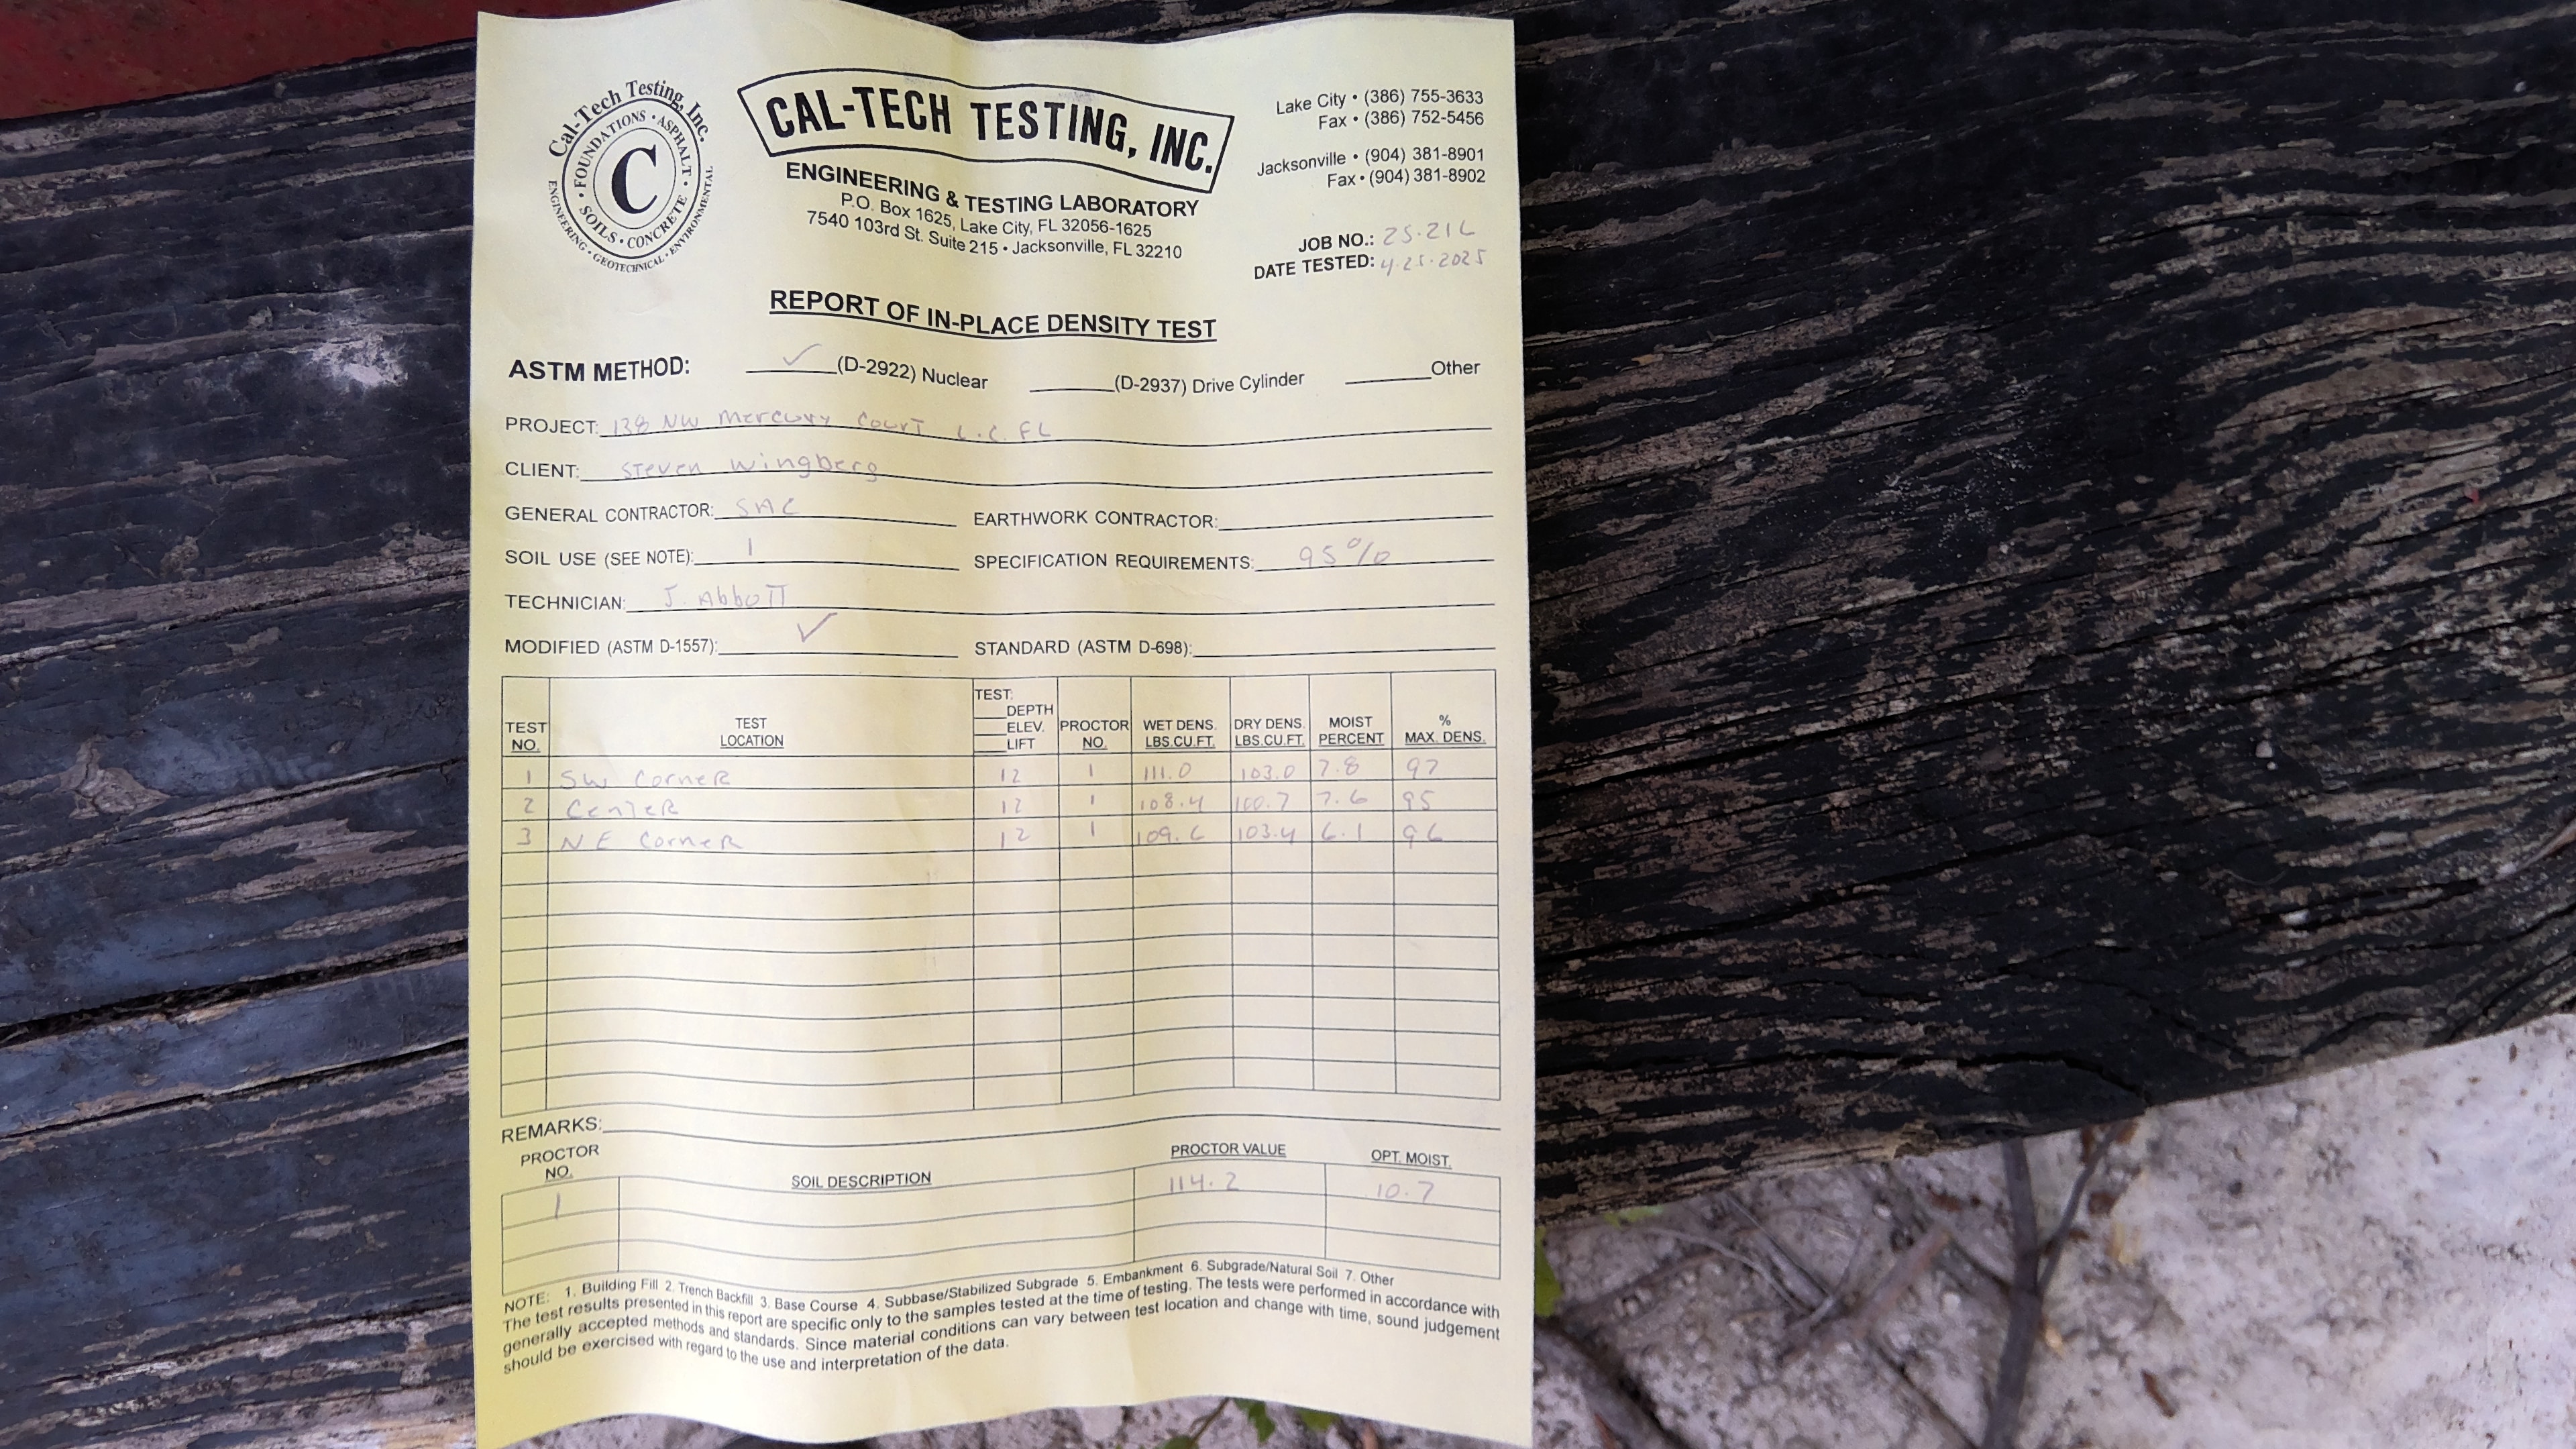 Cal-Tech Testing, Inc.
FOUNDATIONS • ASPHALT • CONCRETE • SOILS •
ENGINEERING • GEOTECHNICAL • ENVIRONMENTAL
C
CAL-TECH TESTING, INC.
ENGINEERING & TESTING LABORATORY
P.O. Box 1625, Lake City, FL 32056-1625
7540 103rd St. Suite 215 • Jacksonville, FL 32210
Lake City • (386) 755-3633
Fax • (386) 752-5456
Jacksonville • (904) 381-8901
Fax • (904) 381-8902
JOB NO.:
DATE TESTED: 4.25.2025
REPORT OF IN-PLACE DENSITY TEST
ASTM METHOD: ✓ (D-2922) Nuclear (D-2937) Drive Cylinder Other
PROJECT: 138 NW Mercury Court L.C. FL
CLIENT: Steven Wingberg
GENERAL CONTRACTOR: EARTHWORK CONTRACTOR:
SOIL USE (SEE NOTE): 1 SPECIFICATION REQUIREMENTS: 95%
TECHNICIAN: J. Abbott
MODIFIED (ASTM D-1557): ✓ STANDARD (ASTM D-698):
TEST NO. TEST LOCATION TEST: DEPTH ELEV. LIFT PROCTOR NO. WET DENS. LBS.CU.FT. DRY DENS. LBS.CU.FT. MOIST PERCENT % MAX. DENS.
1 SW Corner 12 1 111.0 103.0 7.8 97
2 Center 12 1 108.4 100.7 7.6 95
3 NE Corner 12 1 109.6 103.4 6.1 96
REMARKS:
PROCTOR NO. SOIL DESCRIPTION PROCTOR VALUE OPT. MOIST.
1 114.2 10.7
NOTE: 1. Building Fill 2. Trench Backfill 3. Base Course 4. Subbase/Stabilized Subgrade 5. Embankment 6. Subgrade/Natural Soil 7. Other
The test results presented in this report are specific only to the samples tested at the time of testing. The tests were performed in accordance with
generally accepted methods and standards. Since material conditions can vary between test location and change with time, sound judgement
should be exercised with regard to the use and interpretation of the data.